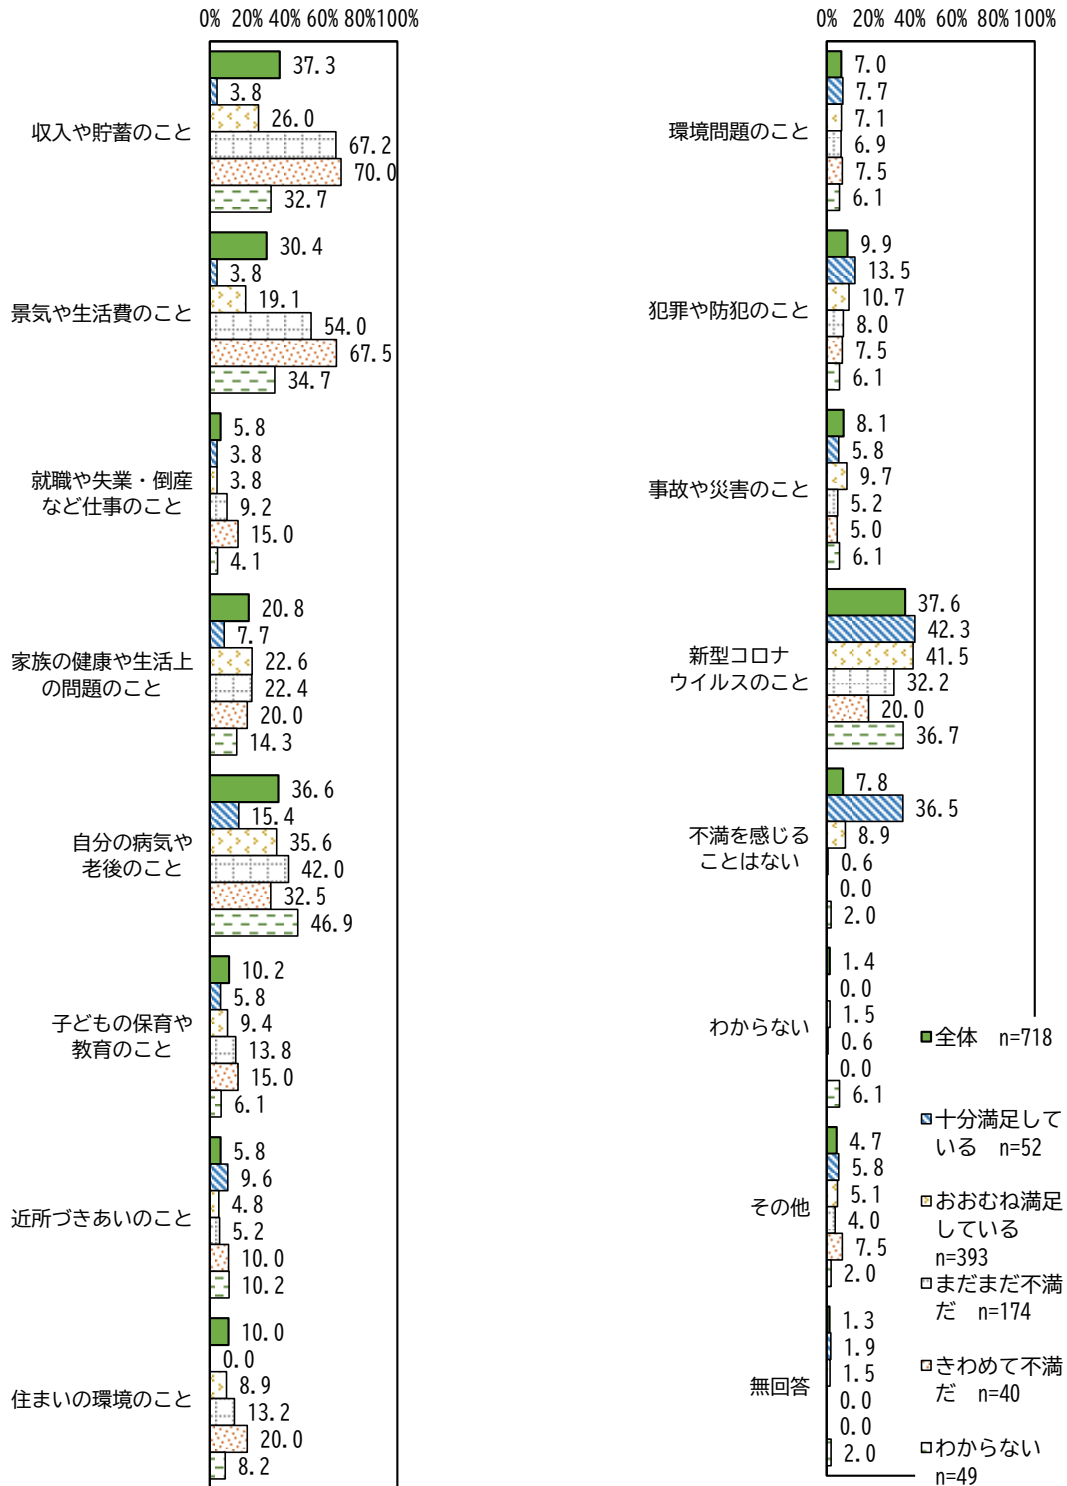 0% 20% 40% 60% 80% 100%
収入や貯蓄のこと
37.3
3.8
26.0
67.2
70.0
32.7
景気や生活費のこと
30.4
3.8
19.1
54.0
67.5
34.7
就職や失業・倒産
など仕事のこと
5.8
3.8
3.8
9.2
15.0
4.1
家族の健康や生活上
の問題のこと
20.8
7.7
22.6
22.4
20.0
14.3
自分の病気や
老後のこと
36.6
15.4
35.6
42.0
32.5
46.9
子どもの保育や
教育のこと
10.2
5.8
9.4
13.8
15.0
6.1
近所づきあいのこと
5.8
9.6
4.8
5.2
10.0
10.2
住まいの環境のこと
10.0
0.0
8.9
13.2
20.0
8.2
0% 20% 40% 60% 80% 100%
環境問題のこと
7.0
7.7
7.1
6.9
7.5
6.1
犯罪や防犯のこと
9.9
13.5
10.7
8.0
7.5
6.1
事故や災害のこと
8.1
5.8
9.7
5.2
5.0
6.1
新型コロナ
ウイルスのこと
37.6
42.3
41.5
32.2
20.0
36.7
不満を感じる
ことはない
7.8
36.5
8.9
0.6
0.0
2.0
わからない
1.4
0.0
1.5
0.6
0.0
6.1
その他
4.7
5.8
5.1
4.0
7.5
2.0
無回答
1.3
1.9
1.5
0.0
0.0
2.0
全体　n=718
十分満足して
いる　n=52
おおむね満足
している
n=393
まだまだ不満
だ　n=174
きわめて不満
だ　n=40
わからない
n=49